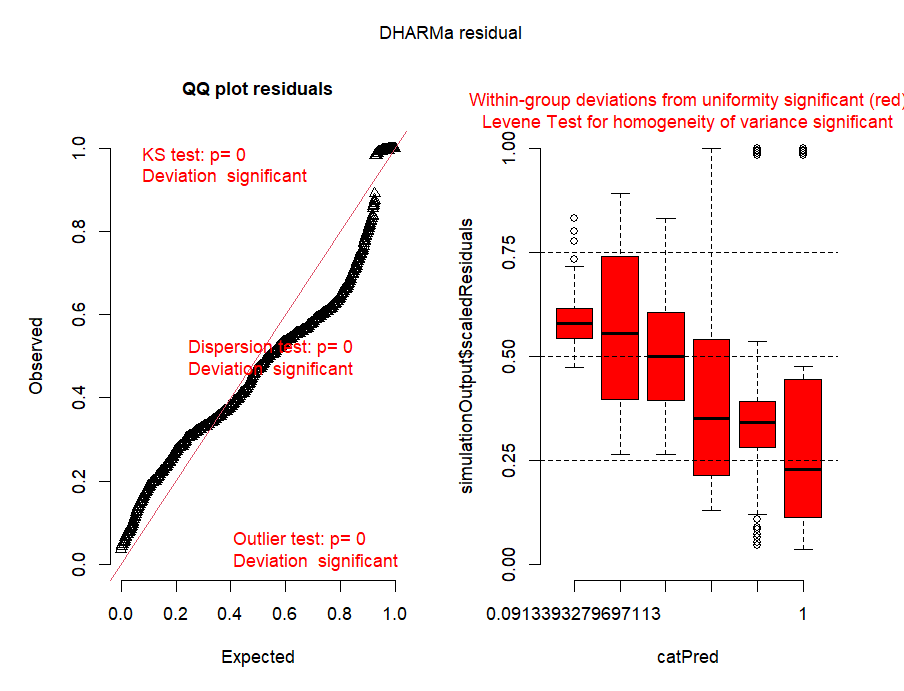 DHARMa residual
QQ plot residuals
KS test: p= 0
Deviation  significant
Dispersion test: p= 0
Deviation  significant
Outlier test: p= 0
Deviation  significant
Observed
0.0 0.2 0.4 0.6 0.8 1.0
0.0 0.2 0.4 0.6 0.8 1.0
Expected
Within-group deviations from uniformity significant (red)
Levene Test for homogeneity of variance significant
simulationOutput$scaledResiduals
0.00 0.25 0.50 0.75 1.00
0.0913393279697113 1
catPred